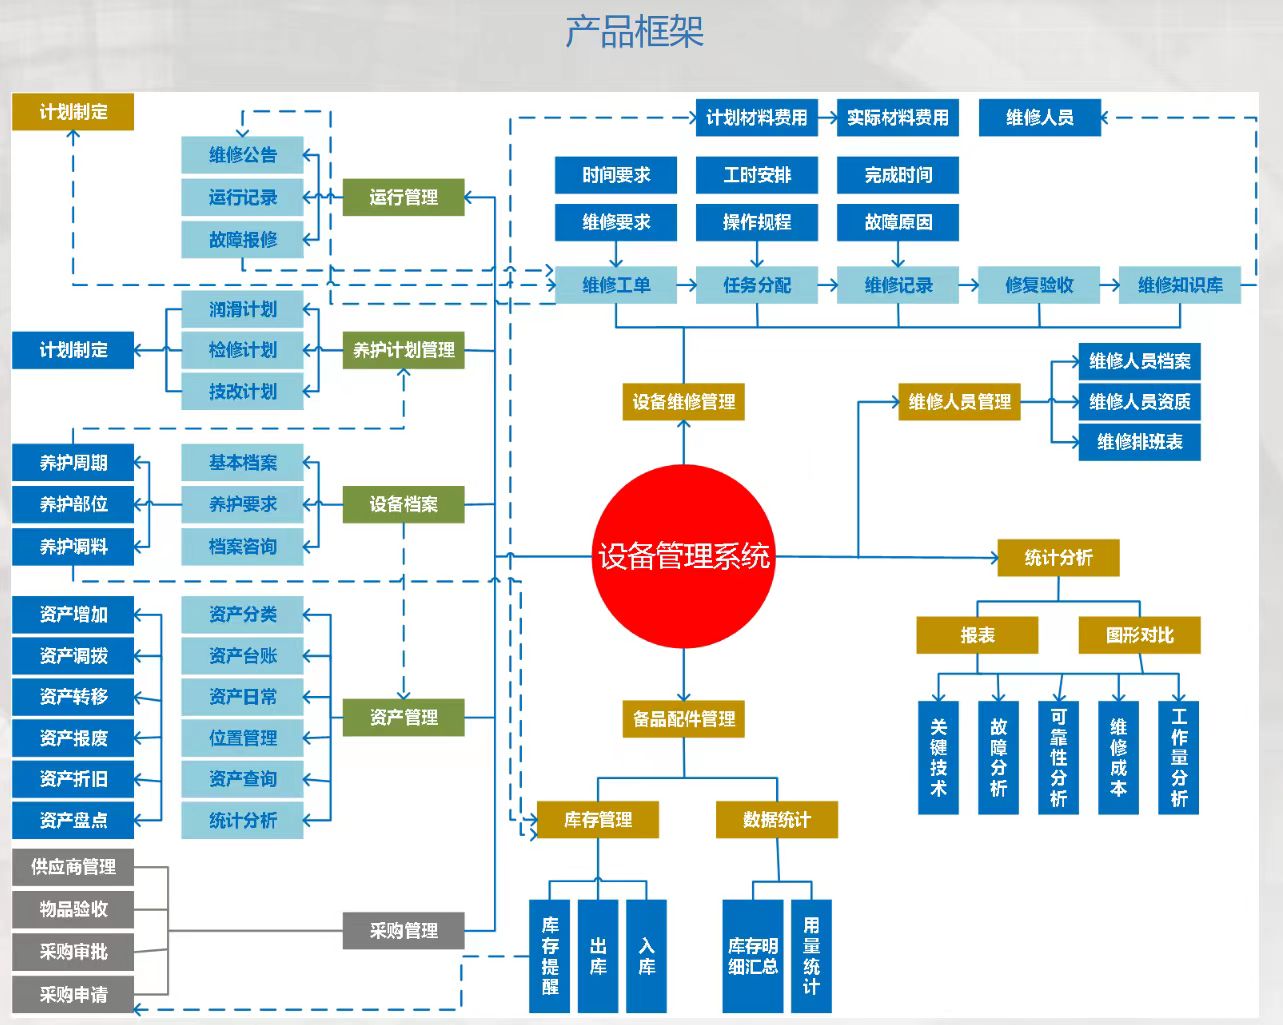 产品框架
计划制定
维修公告
运行记录
故障报修
运行管理
计划材料费用
实际材料费用
维修人员
时间要求
工时安排
完成时间
维修要求
操作规程
故障原因
维修工单
任务分配
维修记录
修复验收
维修知识库
润滑计划
检修计划
技改计划
计划制定
养护计划管理
设备维修管理
维修人员管理
维修人员档案
维修人员资质
维修排班表
养护周期
养护部位
养护调料
基本档案
养护要求
档案咨询
设备档案
设备管理系统
统计分析
报表
图形对比
关键技术
故障分析
可靠性分析
维修成本
工作量分析
资产增加
资产调拨
资产转移
资产报废
资产折旧
资产盘点
资产分类
资产台账
资产日常
位置管理
资产查询
统计分析
资产管理
备品配件管理
库存管理
数据统计
库存提醒
出库
入库
库存明
细汇总
用量统计
供应商管理
物品验收
采购审批
采购申请
采购管理